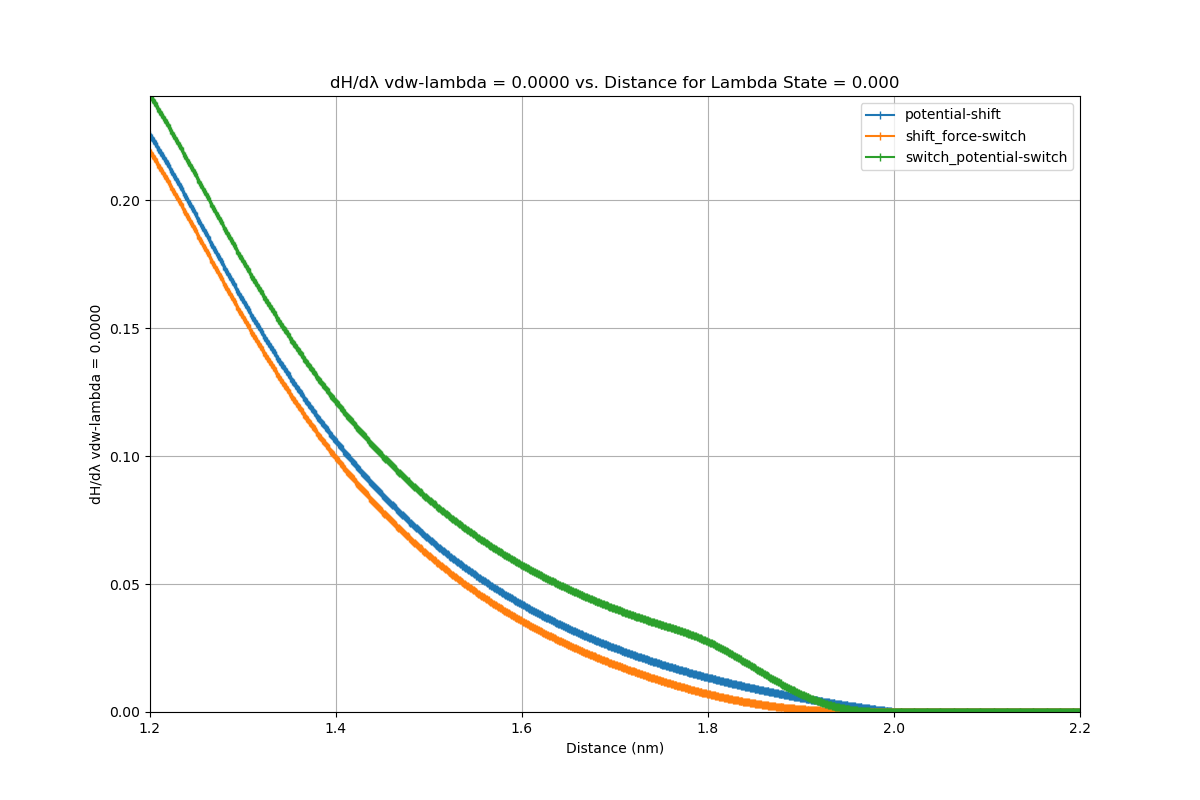 dH/dλ vdw-lambda = 0.0000 vs. Distance for Lambda State = 0.000
potential-shift
shift_force-switch
switch_potential-switch
dH/dλ vdw-lambda = 0.0000
0.20
0.15
0.10
0.05
0.00
1.2
1.4
1.6
1.8
2.0
2.2
Distance (nm)